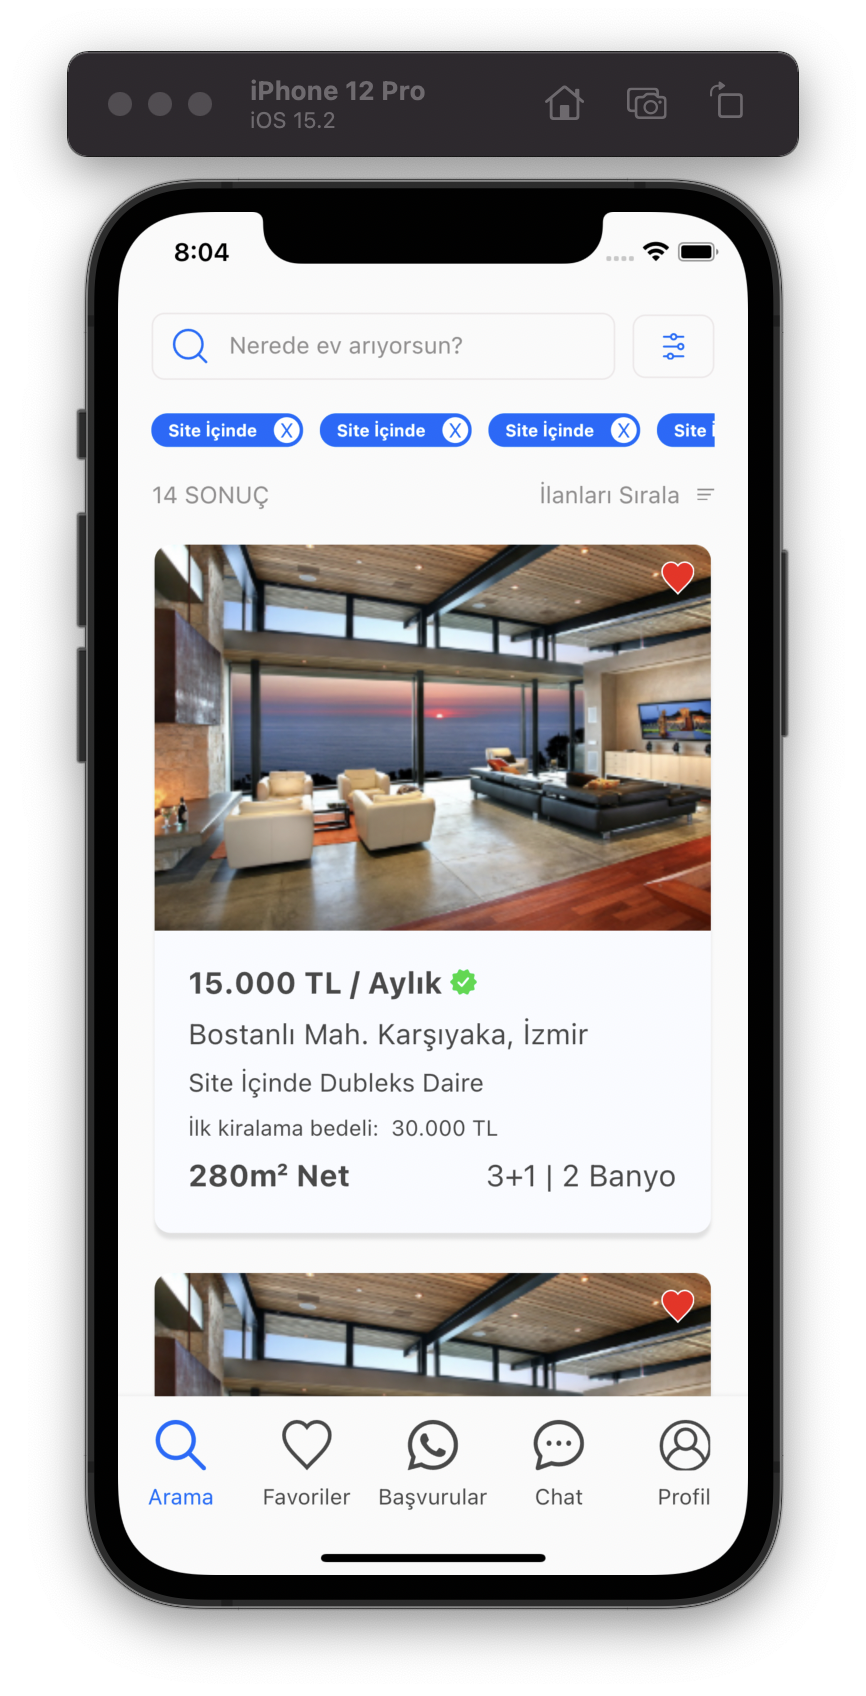 iPhone 12 Pro
iOS 15.2
8:04
Nerede ev arıyorsun?
Site İçinde X Site İçinde X Site İçinde X Site
14 SONUÇ İlanları Sırala
15.000 TL / Aylık
Bostanlı Mah. Karşıyaka, İzmir
Site İçinde Dubleks Daire
İlk kiralama bedeli: 30.000 TL
280m² Net 3+1 | 2 Banyo
Arama Favoriler Başvurular Chat Profil